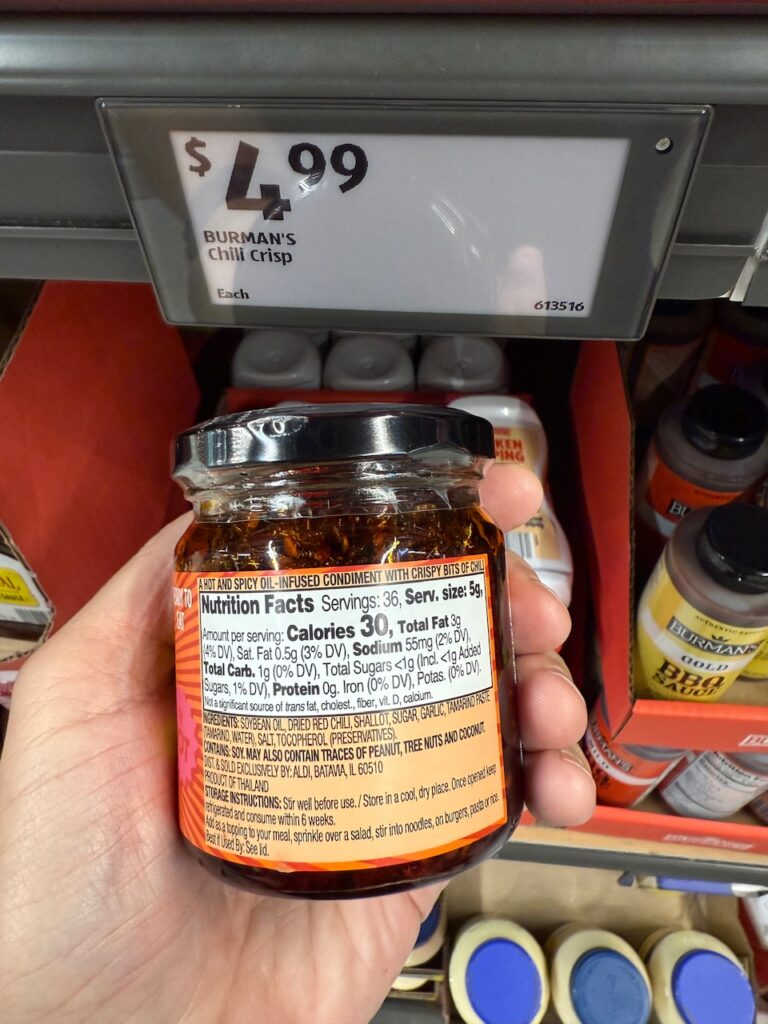 $4.99
BURMAN'S
Chili Crisp
Each
613516
A HOT AND SPICY OIL-INFUSED CONDIMENT WITH CRISPY BITS OF CHILI
Nutrition Facts Servings: 36, Serv. size: 5g,
Amount per serving: Calories 30, Total Fat 3g
(4% DV), Sat. Fat 0.5g (3% DV), Sodium 55mg (2% DV),
Total Carb. 1g (0% DV), Total Sugars <1g (Incl. <1g Added
Sugars, 1% DV), Protein 0g. Iron (0% DV), Potas. (0% DV).
Not a significant source of trans fat, cholest., fiber, vit. D, calcium.
INGREDIENTS: SOYBEAN OIL, DRIED RED CHILI, SHALLOT, SUGAR, GARLIC, TAMARIND PASTE
(TAMARIND, WATER), SALT, TOCOPHEROL (PRESERVATIVES).
CONTAINS: SOY. MAY ALSO CONTAIN TRACES OF PEANUT, TREE NUTS AND COCONUT.
DIST. & SOLD EXCLUSIVELY BY: ALDI, BATAVIA, IL 60510
PRODUCT OF THAILAND
STORAGE INSTRUCTIONS: Stir well before use. / Store in a cool, dry place. Once opened keep
refrigerated and consume within 6 weeks.
Add as a topping to your meal, sprinkle over a salad, stir into noodles, on burgers, pasta or rice.
Best if Used By: See lid.
AUTHENTIC
BURMAN'S
GOLD
BBQ
SAUCE